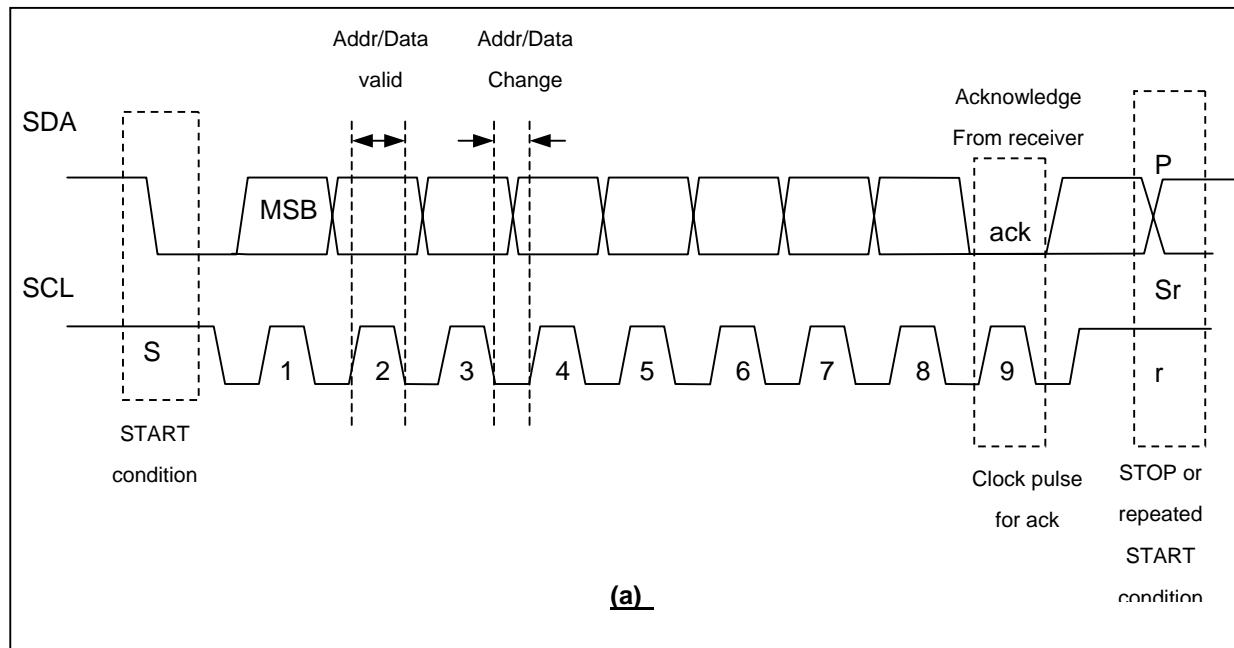 Addr/Data
valid
Addr/Data
Change
Acknowledge
From receiver
SDA
P
MSB
ack
SCL
Sr
S
1 2 3 4 5 6 7 8 9
r
START
condition
Clock pulse
for ack
STOP or
repeated
START
condition
(a)